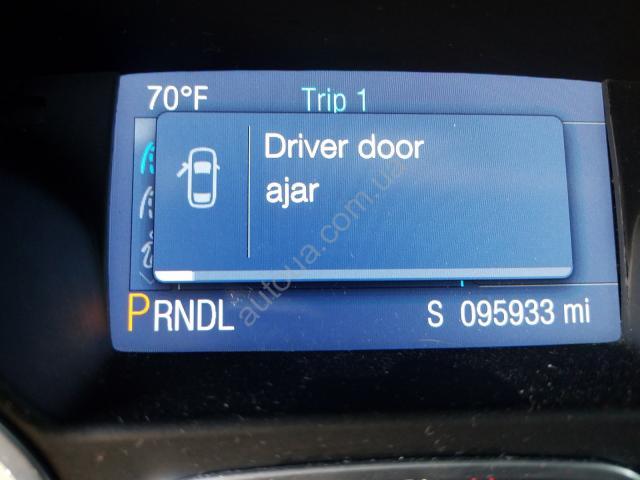 70°F Trip 1
Driver door
ajar
PRNDL S 095933 mi
autoua.com.ua